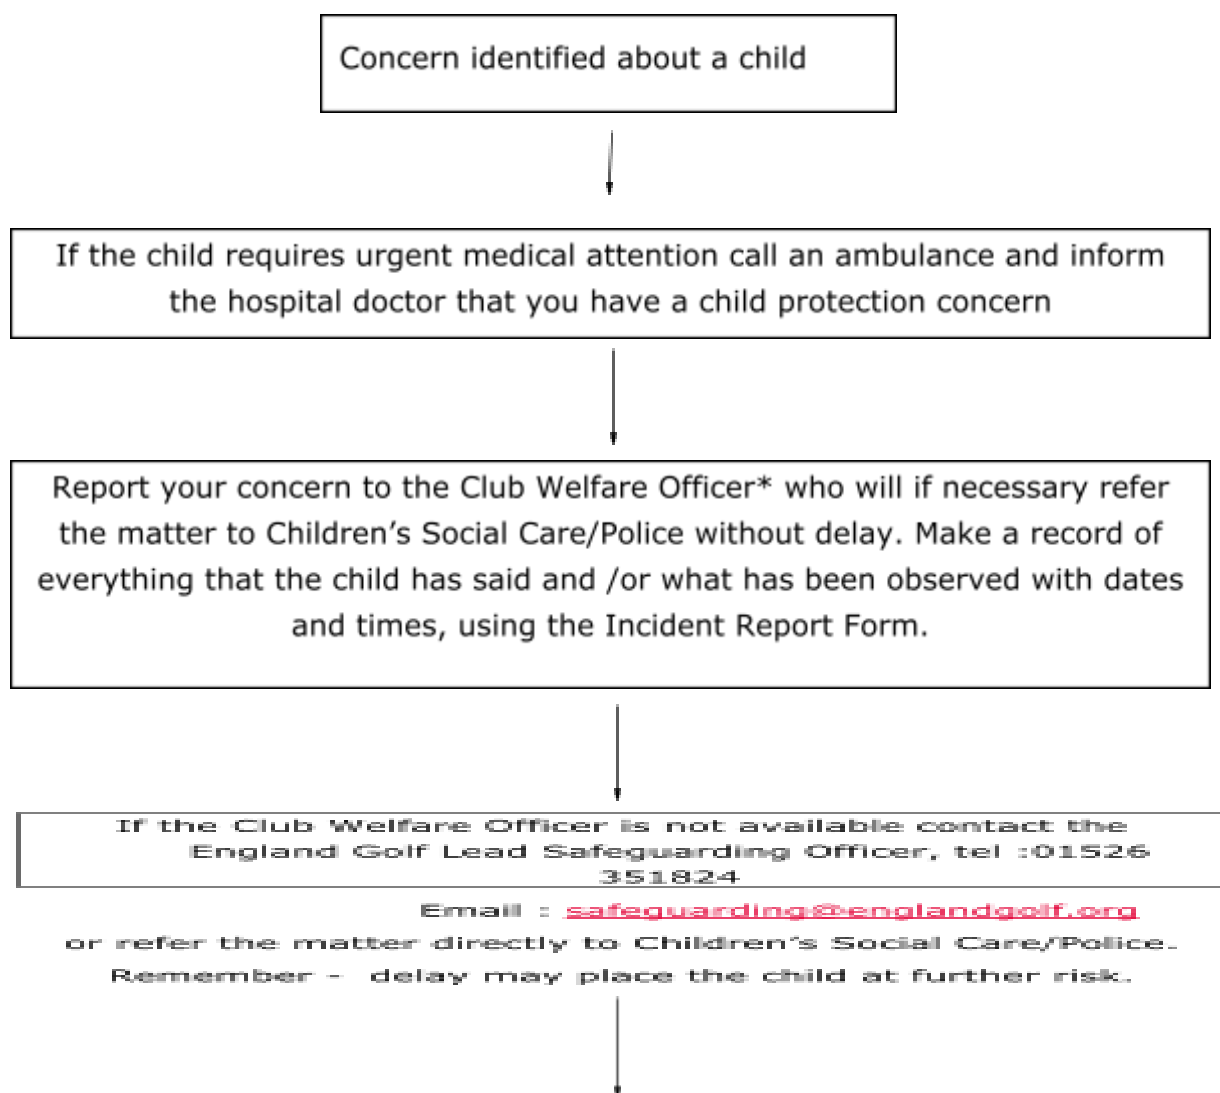 Concern identified about a child
If the child requires urgent medical attention call an ambulance and inform
the hospital doctor that you have a child protection concern
Report your concern to the Club Welfare Officer* who will if necessary refer
the matter to Children’s Social Care/Police without delay. Make a record of
everything that the child has said and /or what has been observed with dates
and times, using the Incident Report Form.
If the Club Welfare Officer is not available contact the
England Golf Lead Safeguarding Officer, tel :01526
351824
Email : safeguarding@englandgolf.org
or refer the matter directly to Children’s Social Care/Police.
Remember - delay may place the child at further risk.